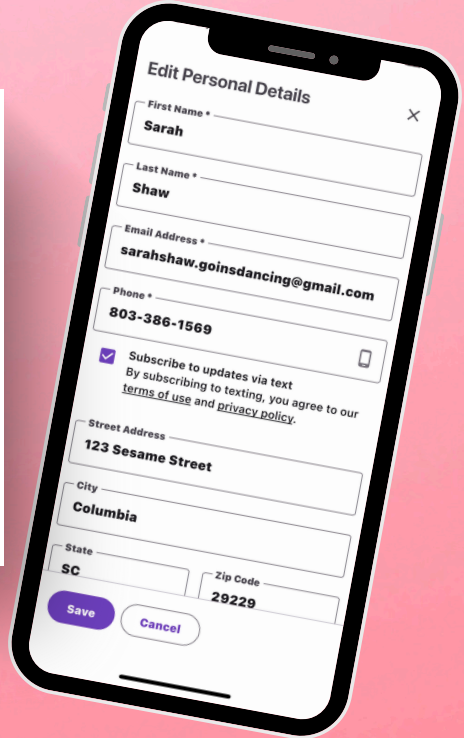 Edit Personal Details
First Name *
Sarah
Last Name *
Shaw
Email Address *
sarahshaw.goinsdancing@gmail.com
Phone *
803-386-1569
Subscribe to updates via text
By subscribing to texting, you agree to our
terms of use and privacy policy.
Street Address
123 Sesame Street
City
Columbia
State
SC
Zip Code
29229
Save
Cancel